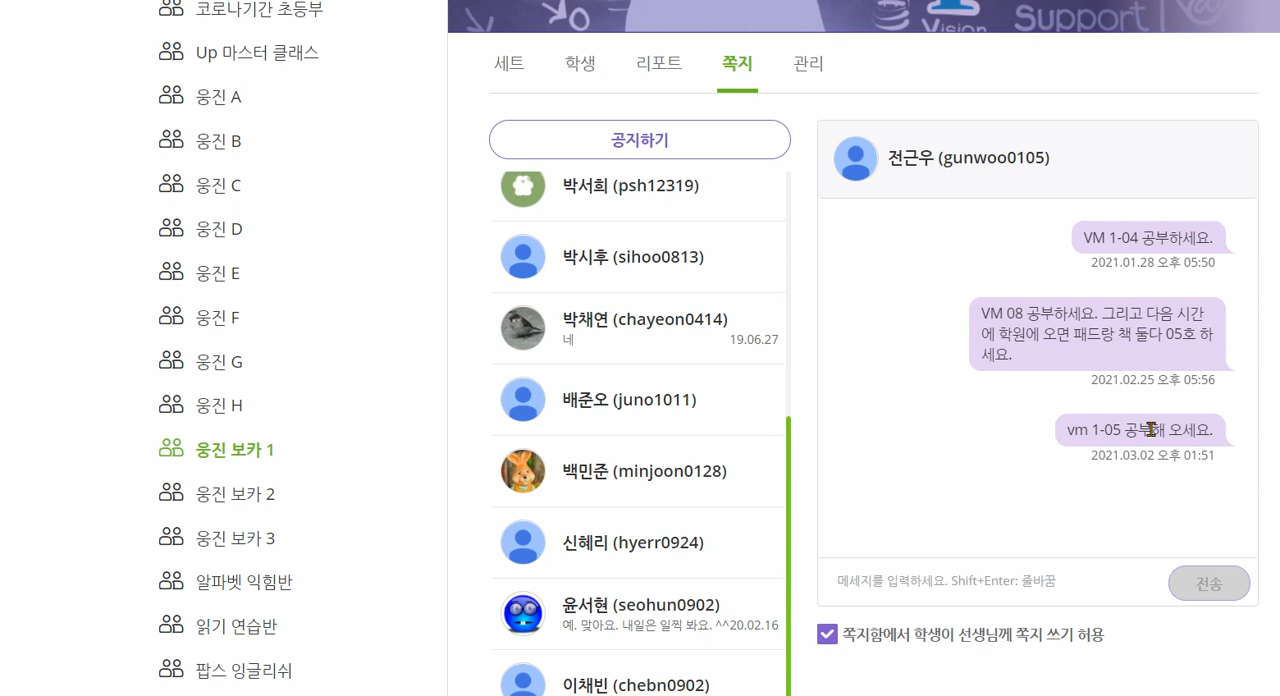 코로나기간 초등부
Up 마스터 클래스
웅진 A
웅진 B
웅진 C
웅진 D
웅진 E
웅진 F
웅진 G
웅진 H
웅진 보카 1
웅진 보카 2
웅진 보카 3
알파벳 익힘반
읽기 연습반
팝스 잉글리쉬
Vision
Support
세트 학생 리포트 쪽지 관리
공지하기
박서희 (psh12319)
박시후 (sihoo0813)
박채연 (chayeon0414)
네 19.06.27
배준오 (juno1011)
백민준 (minjoon0128)
신혜리 (hyerr0924)
윤서현 (seohun0902)
예. 맞아요. 내일은 일찍 봐요. ^^ 20.02.16
이채빈 (chebn0902)
전근우 (gunwoo0105)
VM 1-04 공부하세요.
2021.01.28 오후 05:50
VM 08 공부하세요. 그리고 다음 시간
에 학원에 오면 패드랑 책 둘다 05호 하
세요.
2021.02.25 오후 05:56
vm 1-05 공부해 오세요.
2021.03.02 오후 01:51
메세지를 입력하세요. Shift+Enter: 줄바꿈
전송
쪽지함에서 학생이 선생님께 쪽지 쓰기 허용